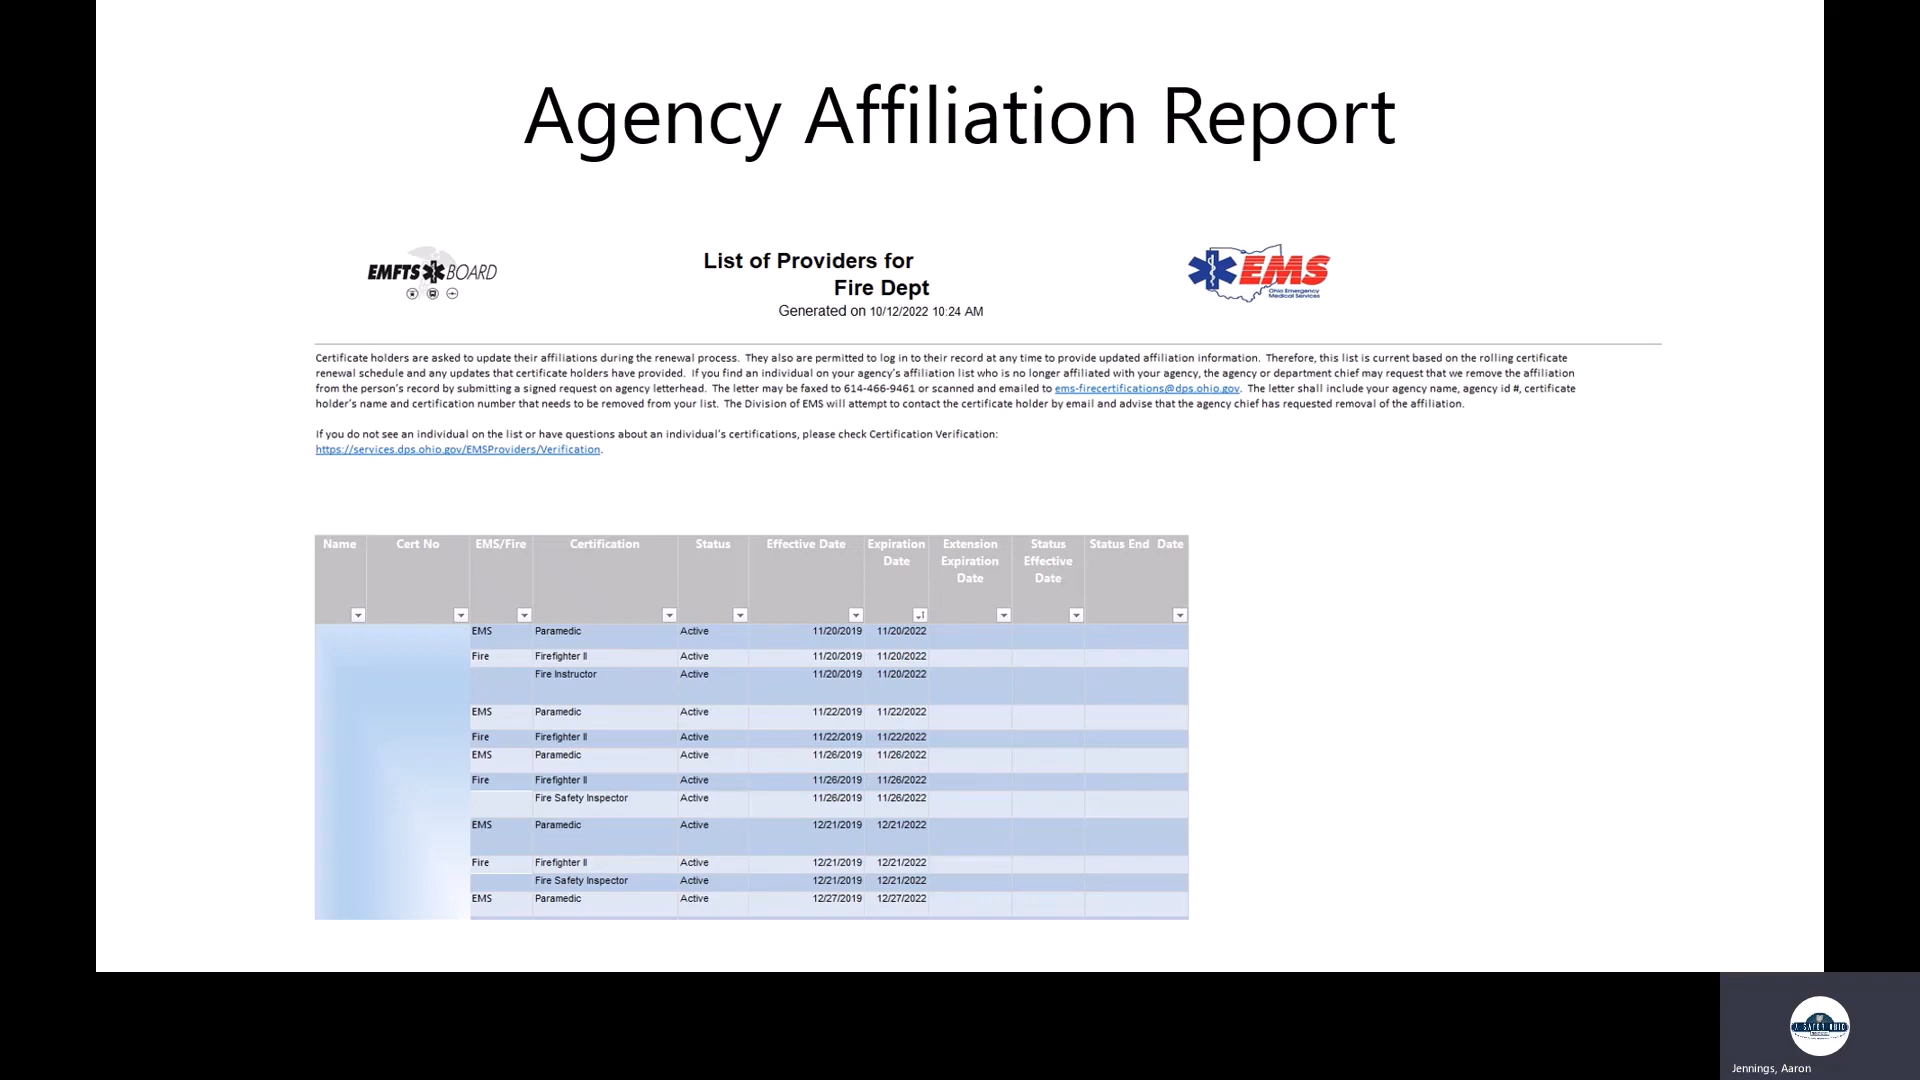 Agency Affiliation Report
EMFTS BOARD
List of Providers for
Fire Dept
Generated on 10/12/2022 10:24 AM
EMS
Ohio Emergency
Medical Services
Certificate holders are asked to update their affiliations during the renewal process. They also are permitted to log in to their record at any time to provide updated affiliation information. Therefore, this list is current based on the rolling certificate
renewal schedule and any updates that certificate holders have provided. If you find an individual on your agency's affiliation list who is no longer affiliated with your agency, the agency or department chief may request that we remove the affiliation
from the person's record by submitting a signed request on agency letterhead. The letter may be faxed to 614-466-9461 or scanned and emailed to ems-firecertifications@dps.ohio.gov. The letter shall include your agency name, agency id #, certificate
holder's name and certification number that needs to be removed from your list. The Division of EMS will attempt to contact the certificate holder by email and advise that the agency chief has requested removal of the affiliation.
If you do not see an individual on the list or have questions about an individual's certifications, please check Certification Verification:
https://services.dps.ohio.gov/EMSProviders/Verification.
Name Cert No EMS/Fire Certification Status Effective Date Expiration Date Extension Expiration Date Status Effective Date Status End Date
EMS Paramedic Active 11/20/2019 11/20/2022
Fire Firefighter II Active 11/20/2019 11/20/2022
Fire Instructor Active 11/20/2019 11/20/2022
EMS Paramedic Active 11/22/2019 11/22/2022
Fire Firefighter II Active 11/22/2019 11/22/2022
EMS Paramedic Active 11/26/2019 11/26/2022
Fire Firefighter II Active 11/26/2019 11/26/2022
Fire Safety Inspector Active 11/26/2019 11/26/2022
EMS Paramedic Active 12/21/2019 12/21/2022
Fire Firefighter II Active 12/21/2019 12/21/2022
Fire Safety Inspector Active 12/21/2019 12/21/2022
EMS Paramedic Active 12/27/2019 12/27/2022
Jennings, Aaron